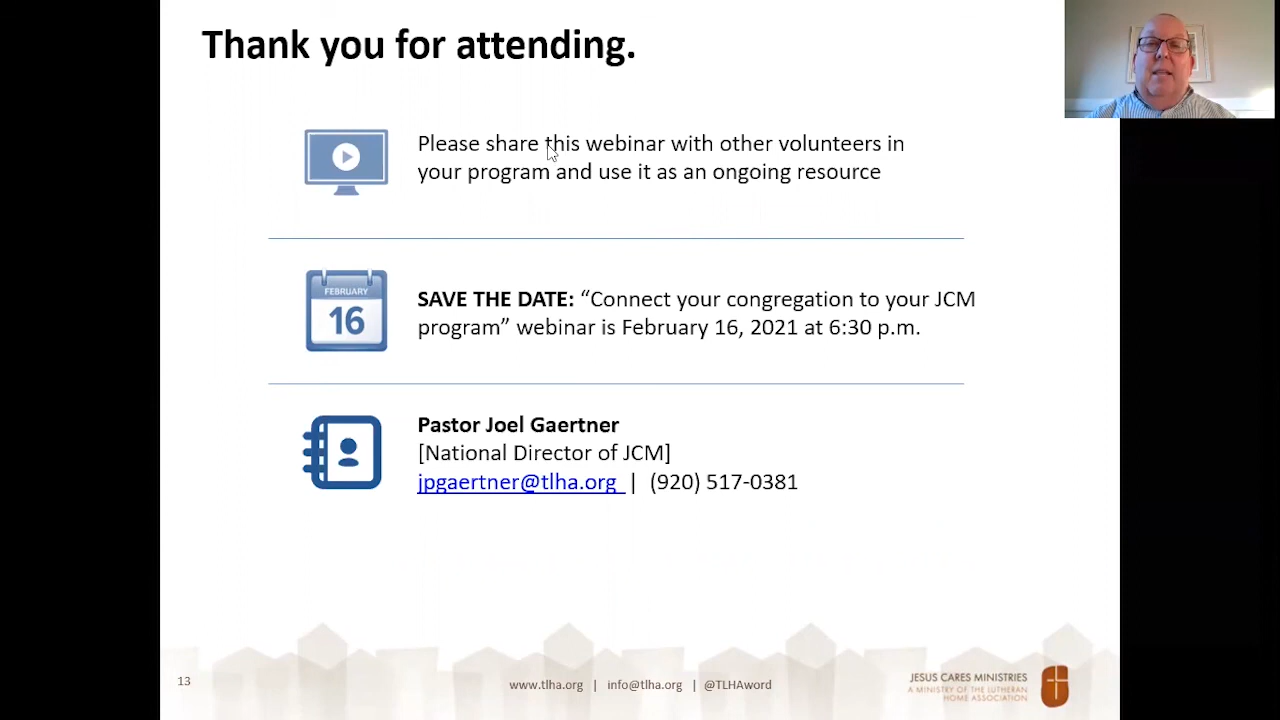 Thank you for attending.
Please share this webinar with other volunteers in
your program and use it as an ongoing resource
FEBRUARY
16
SAVE THE DATE: “Connect your congregation to your JCM
program” webinar is February 16, 2021 at 6:30 p.m.
Pastor Joel Gaertner
[National Director of JCM]
jpgaertner@tlha.org | (920) 517-0381
13
www.tlha.org | info@tlha.org | @TLHAword
JESUS CARES MINISTRIES
A MINISTRY OF THE LUTHERAN
HOME ASSOCIATION